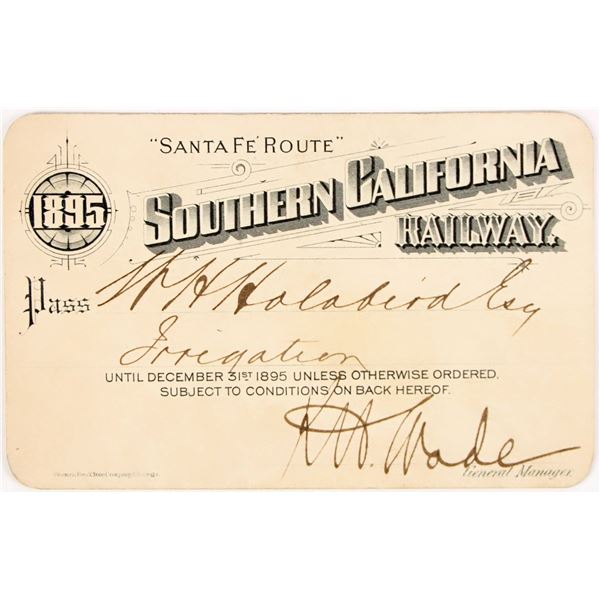 "SANTA FE ROUTE"
1895
SOUTHERN CALIFORNIA
RAILWAY.
Pass W H Holabird Esq
Irrigation
UNTIL DECEMBER 31ST 1895 UNLESS OTHERWISE ORDERED.
SUBJECT TO CONDITIONS ON BACK HEREOF.
K H. Wade
General Manager